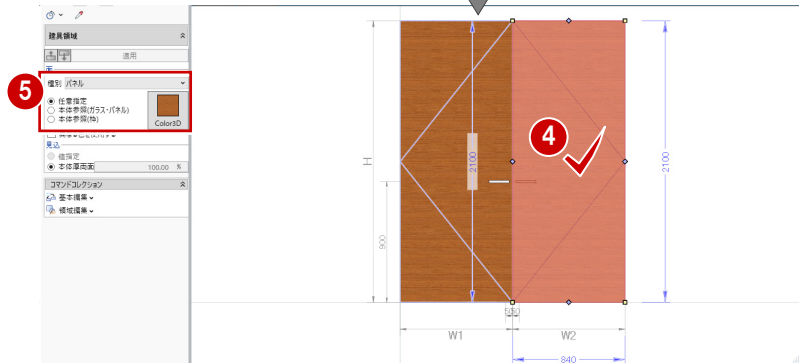 建具領域
適用
面
種別 パネル
任意指定
本体参照(ガラス・パネル)
本体参照(枠)
Color3D
見込
値指定
本体厚両面 100.00 %
コマンドコレクション
基本編集
領域編集
5
4
H
2100
2100
900
50
50
W1
W2
840